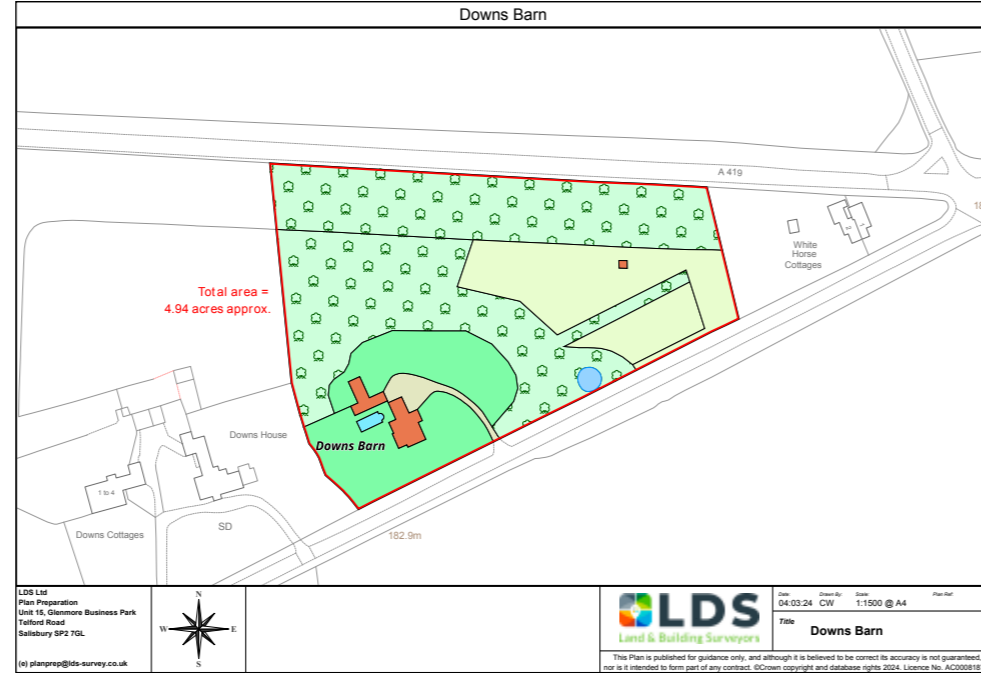 Downs Barn
A 419
18
White
Horse
Cottages
1
2
Total area =
4.94 acres approx.
Downs House
Downs Barn
1 to 4
Downs Cottages
SD
182.9m
LDS Ltd
Plan Preparation
Unit 15, Glenmore Business Park
Telford Road
Salisbury SP2 7GL
(e) planprep@lds-survey.co.uk
N
W
E
S
LDS
Land & Building Surveyors
Date: Drawn By: Scale: Plan Ref:
04:03:24 CW 1:1500 @ A4
Title
Downs Barn
This Plan is published for guidance only, and although it is believed to be correct its accuracy is not guaranteed,
nor is it intended to form part of any contract. ©Crown copyright and database rights 2024. Licence No. AC0008181